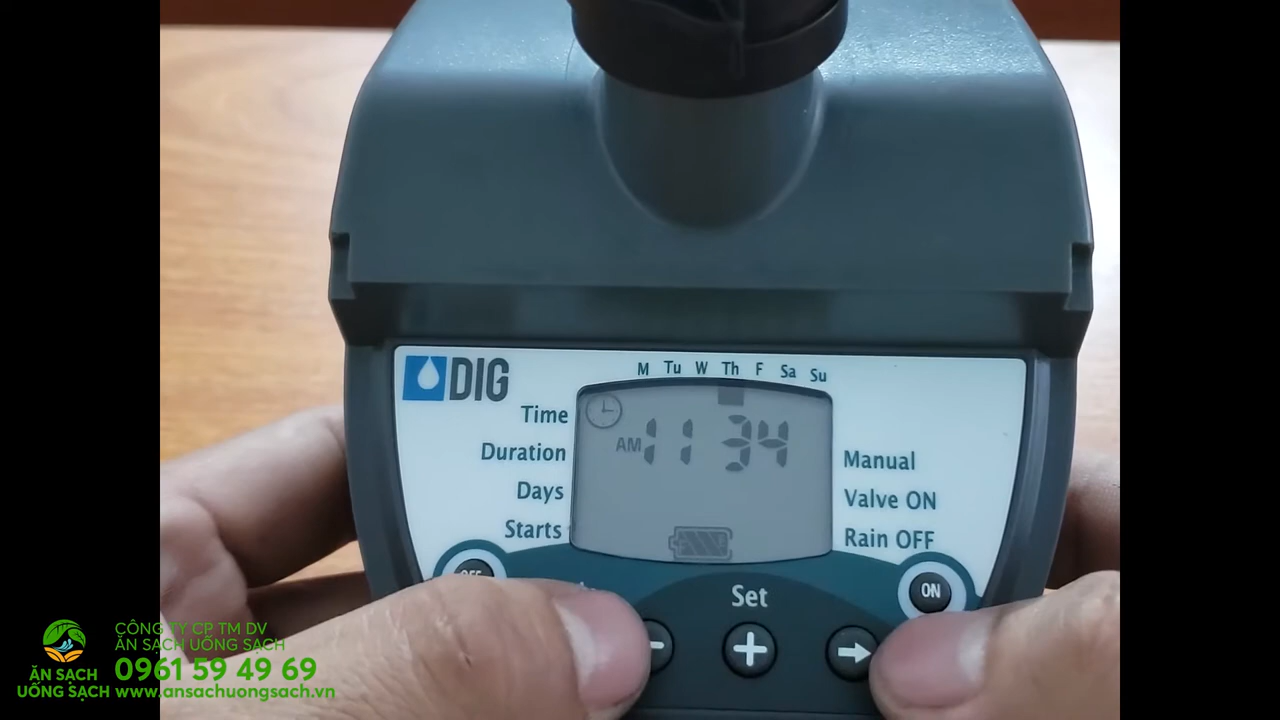 M Tu W Th F Sa Su
DIG
Time
Duration
Days
Starts
AM 11 34
Manual
Valve ON
Rain OFF
OFF
ON
Set
CÔNG TY CP TM DV
ĂN SẠCH UỐNG SẠCH
0961 59 49 69
www.ansachuongsach.vn
ĂN SẠCH
UỐNG SẠCH